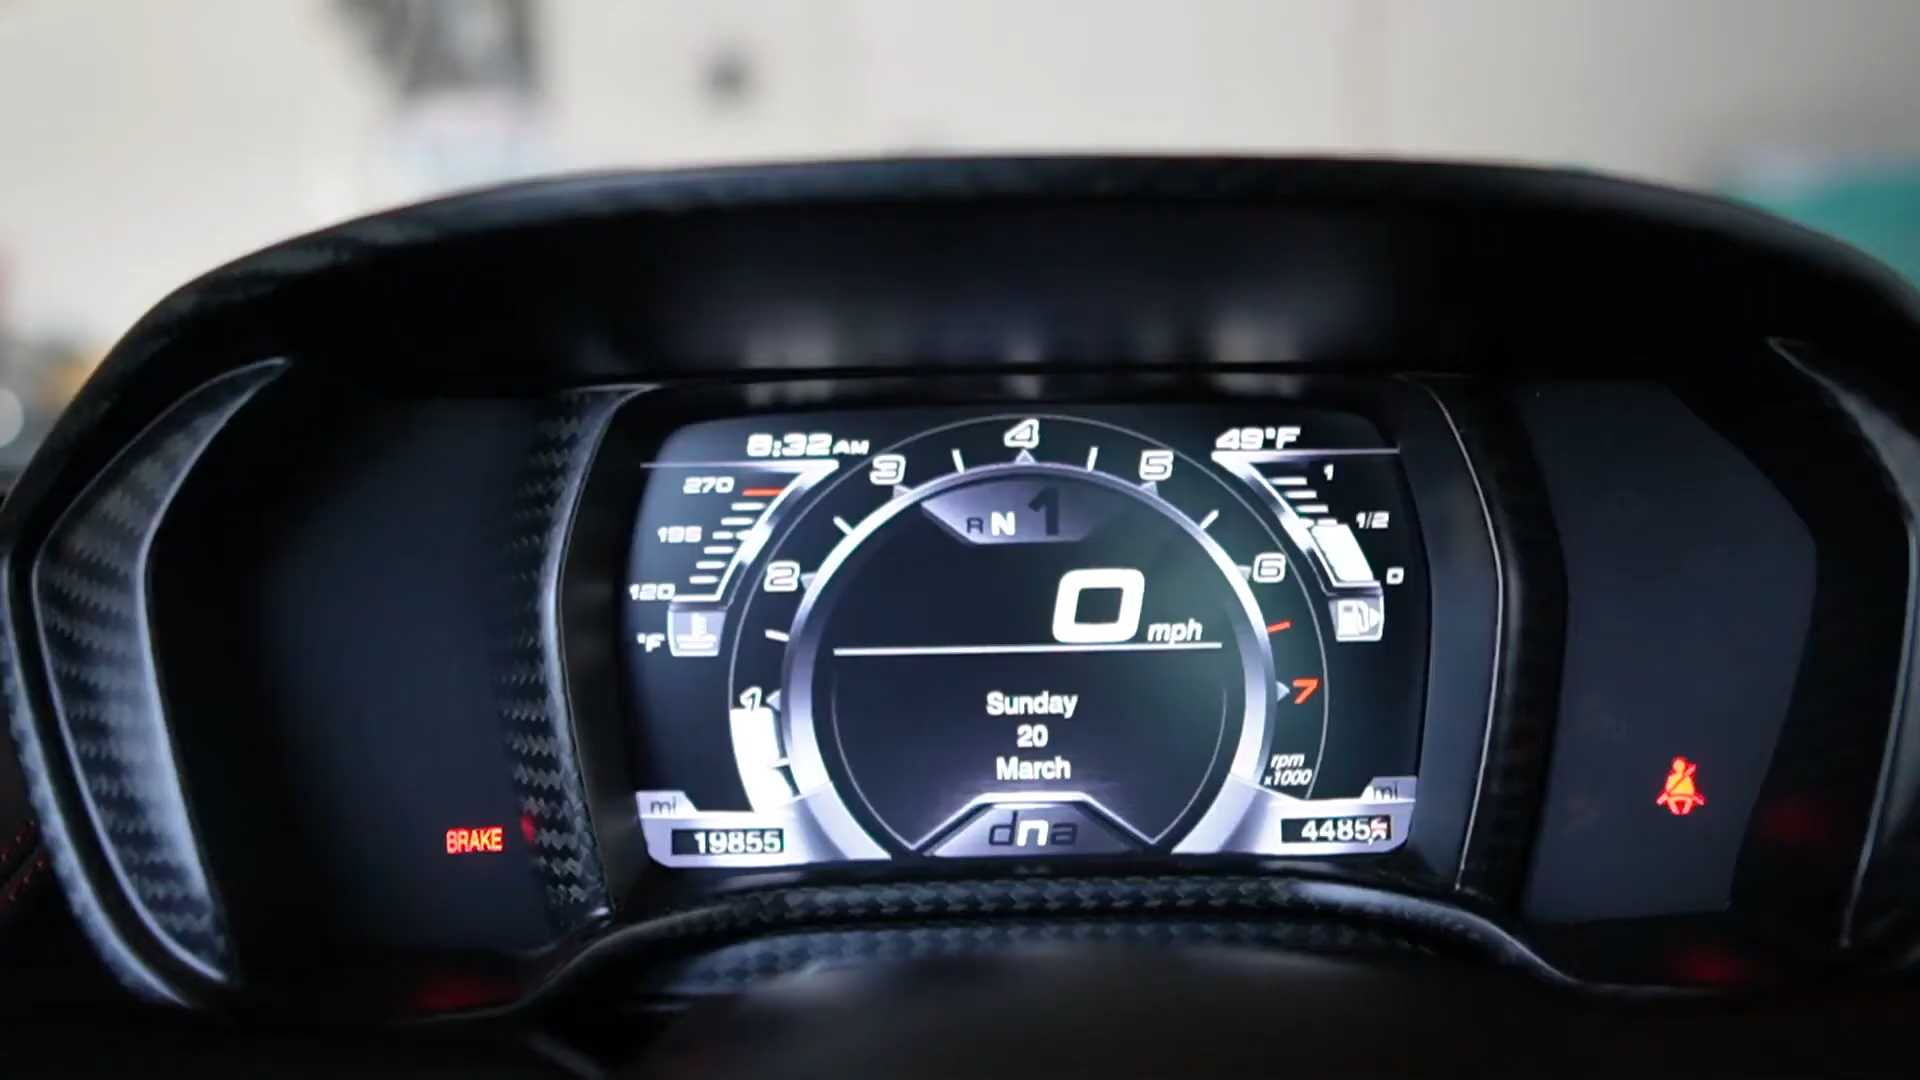 8:32 AM
49°F
270
195
120
°F
1
2
3
4
5
6
7
1
1/2
0
R N 1
0 mph
Sunday
20
March
rpm
x1000
mi
19855
mi
dna
BRAKE